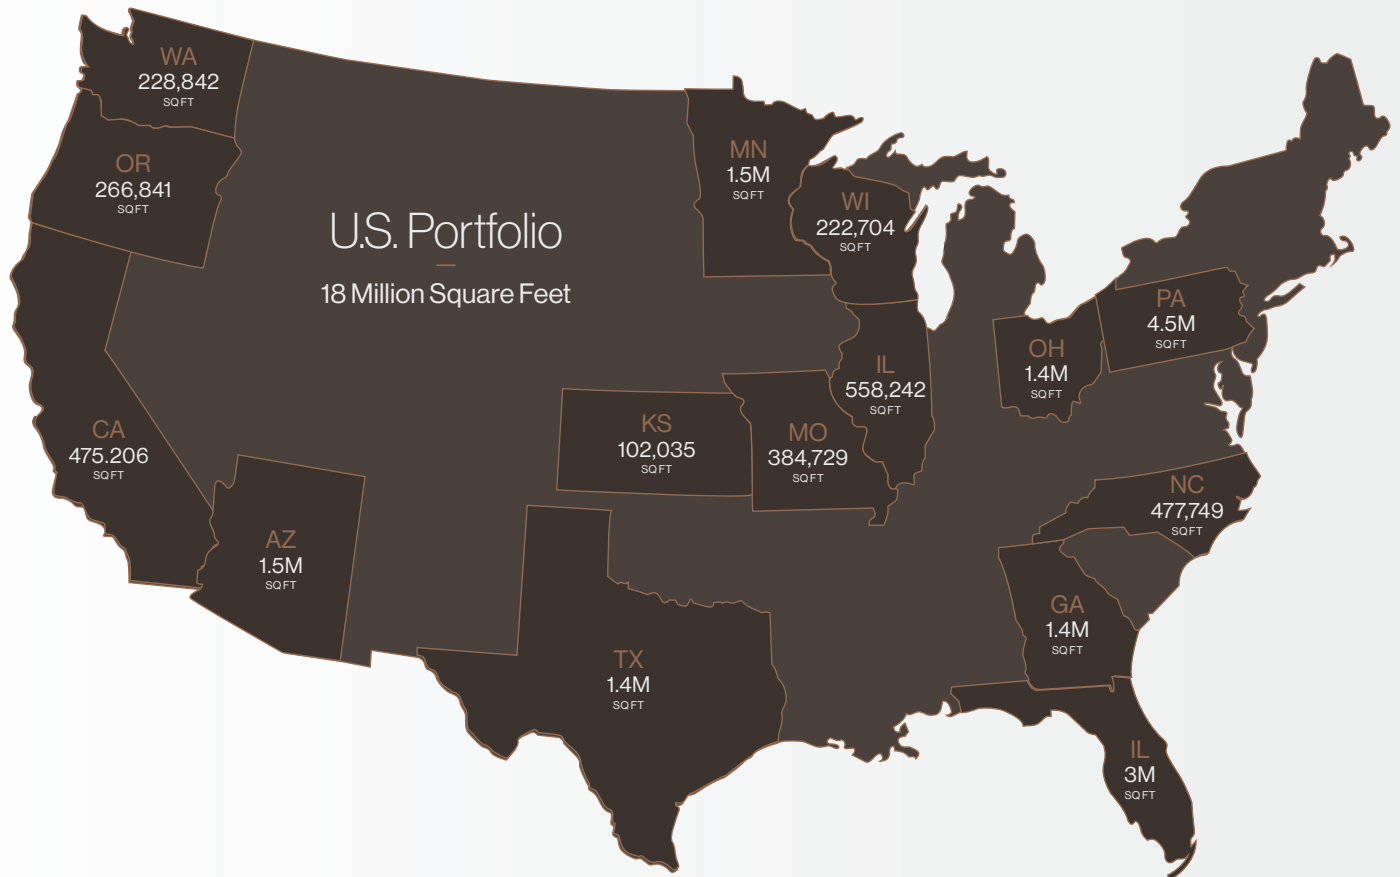 WA
228,842
SQFT
OR
266,841
SQFT
MN
1.5M
SQFT
WI
222,704
SQFT
U.S. Portfolio
18 Million Square Feet
PA
4.5M
SQFT
OH
1.4M
SQFT
IL
558,242
SQFT
KS
102,035
SQFT
MO
384,729
SQFT
CA
475.206
SQFT
NC
477,749
SQFT
AZ
1.5M
SQFT
GA
1.4M
SQFT
TX
1.4M
SQFT
IL
3M
SQFT